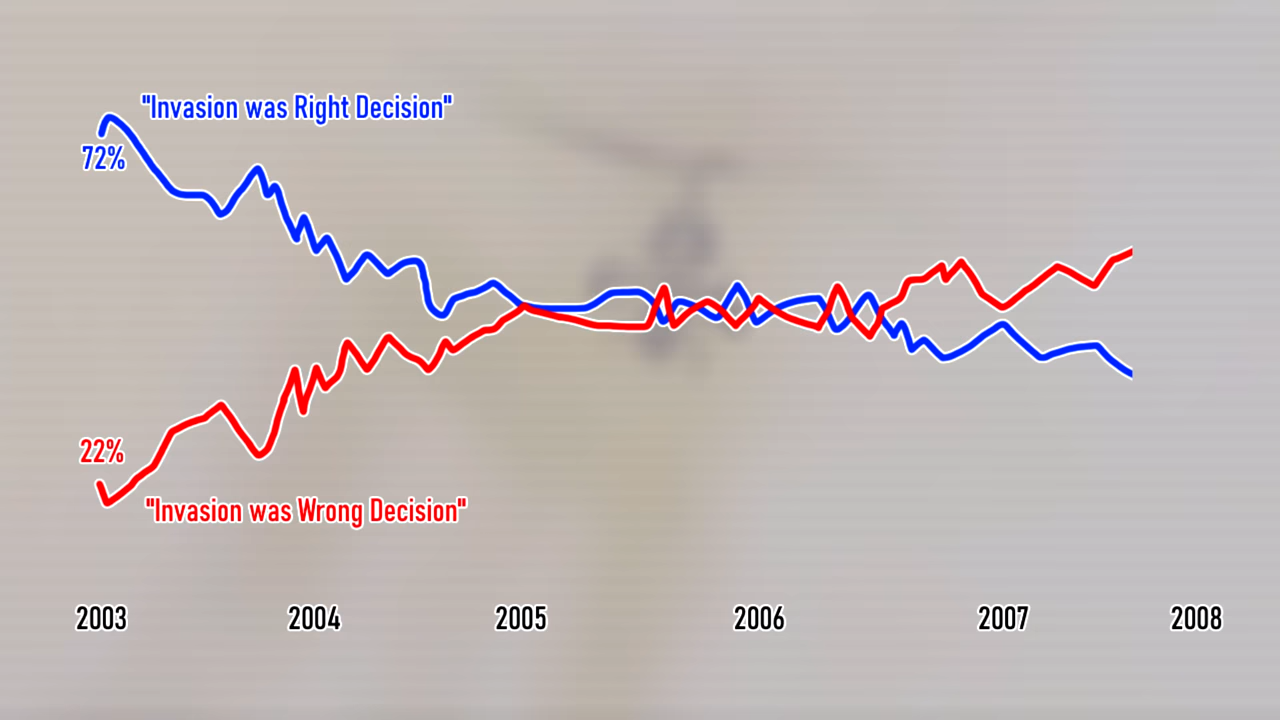 "Invasion was Right Decision"
72%
22%
"Invasion was Wrong Decision"
2003 2004 2005 2006 2007 2008